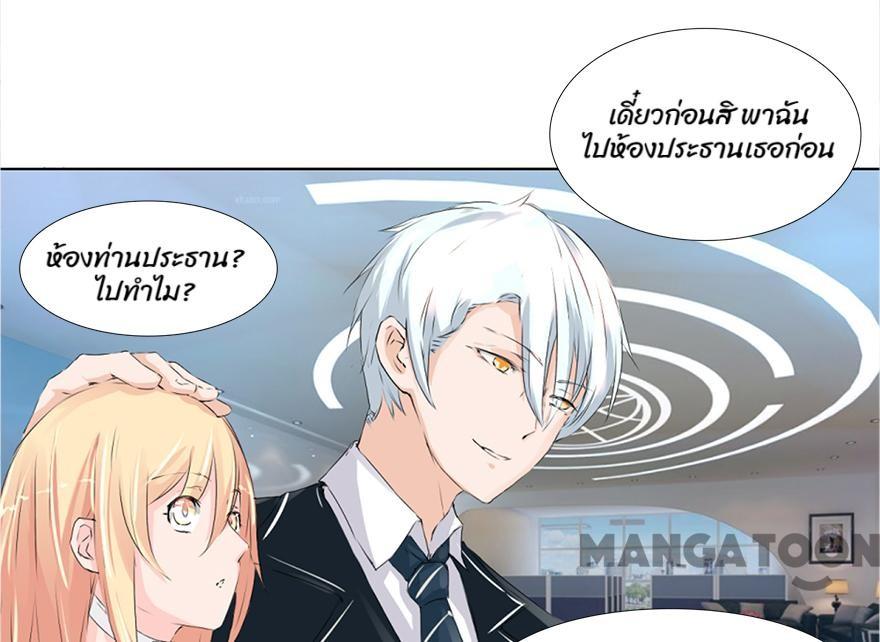 เดี๋ยวก่อนสิ พาฉัน
ไปห้องประธานเธอก่อน
ห้องท่านประธาน?
ไปทำไม?
MANGATOON